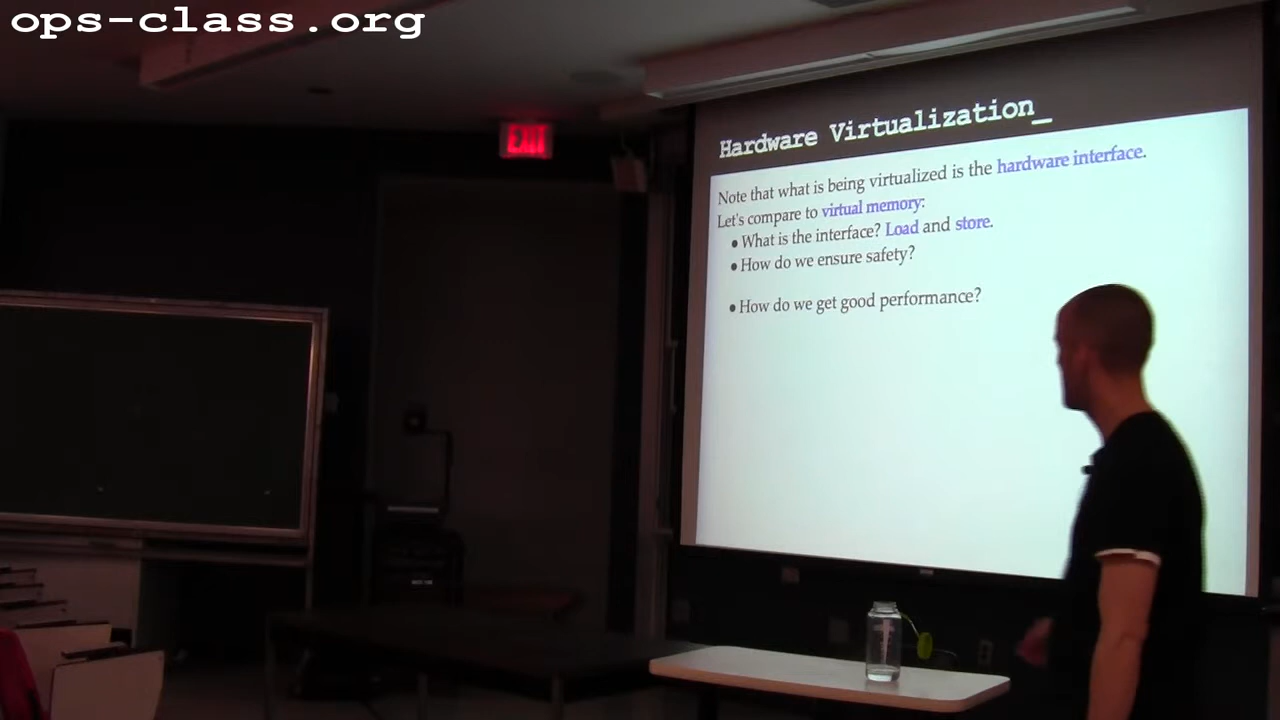 ops-class.org
EXIT
Hardware Virtualization_
Note that what is being virtualized is the hardware interface.
Let's compare to virtual memory:
• What is the interface? Load and store.
• How do we ensure safety?
• How do we get good performance?